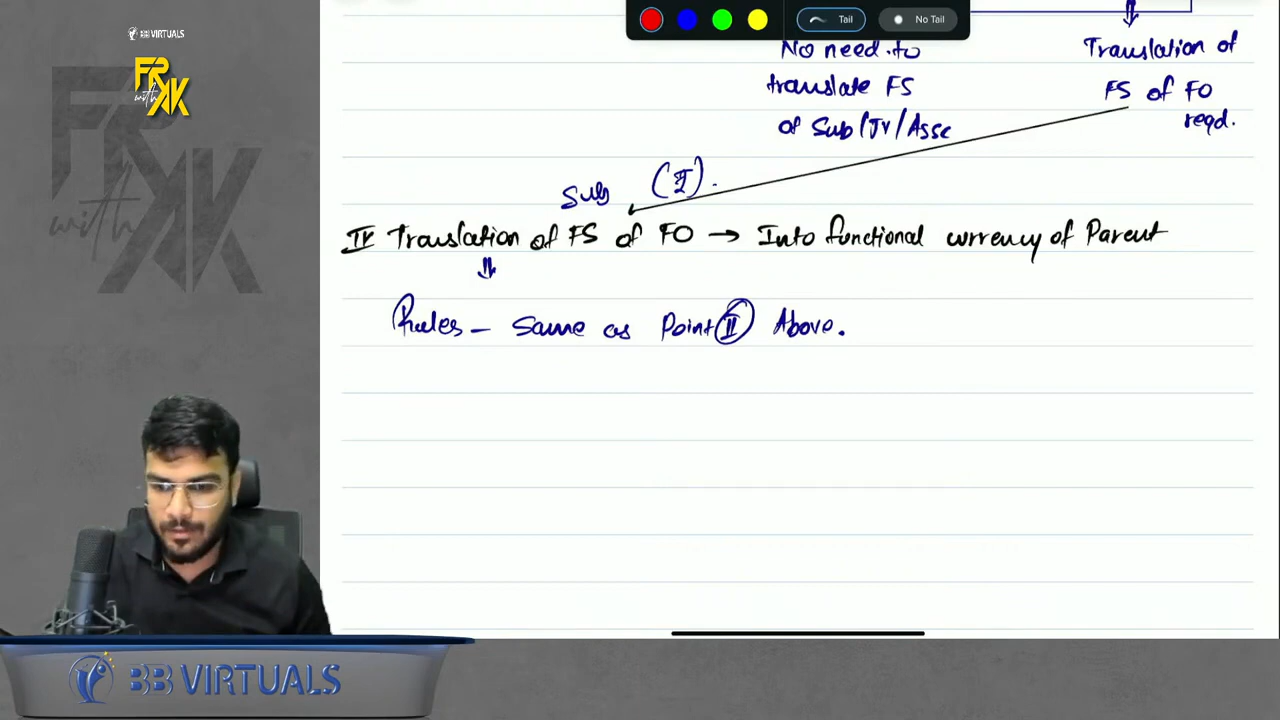 BB VIRTUALS
FR
with AK
Tail
No Tail
No need to
translate FS
of Sub/JV/Assc
Translation of
FS of FO
reqd.
Sub
IV Translation of FS of FO → Into functional currency of Parent
Rules - Same as Point II Above.
BB VIRTUALS